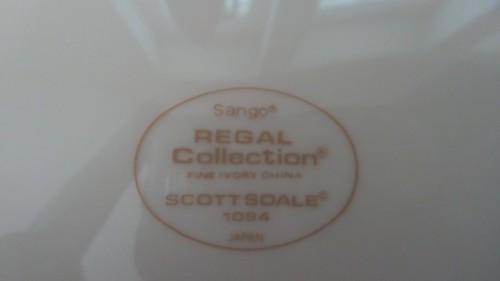 Sango®
REGAL
Collection®
FINE IVORY CHINA
SCOTTSDALE©
1094
JAPAN